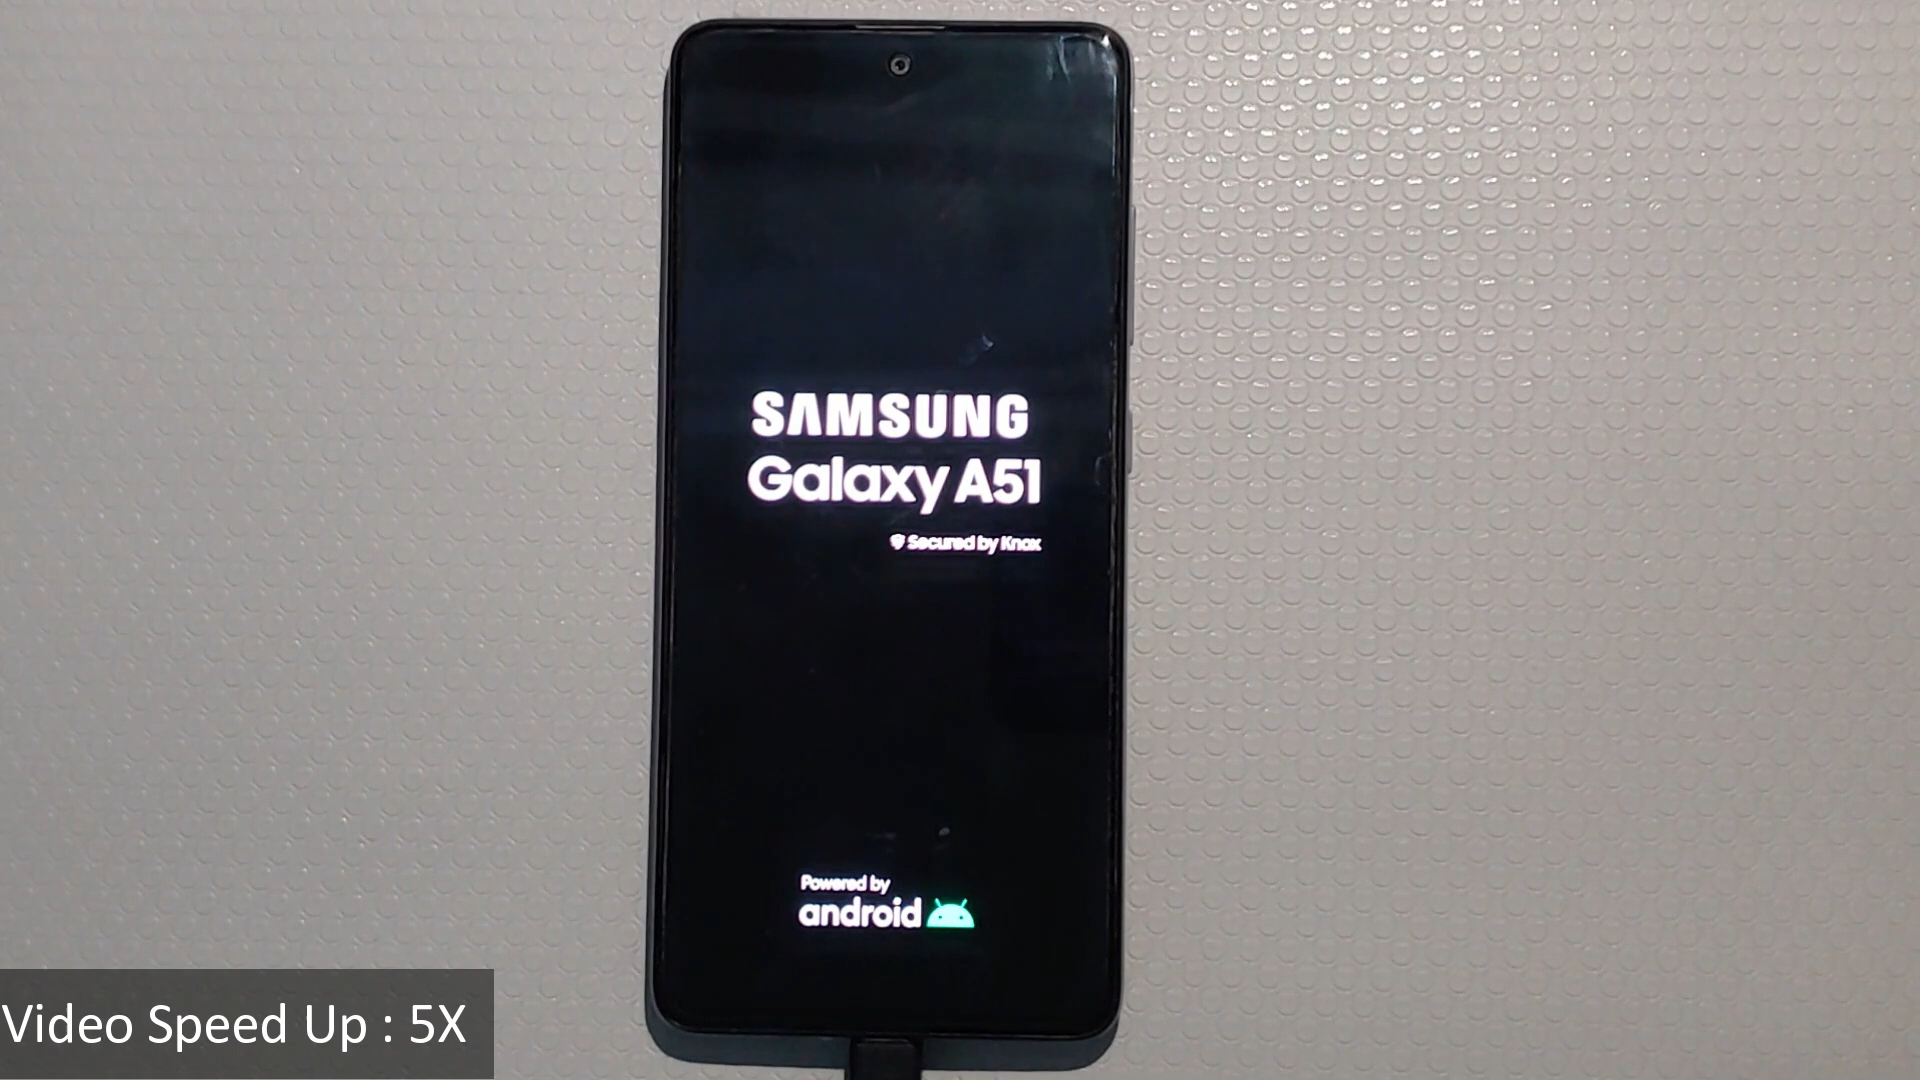 SAMSUNG
Galaxy A51
Secured by Knox
Powered by
android
Video Speed Up : 5X